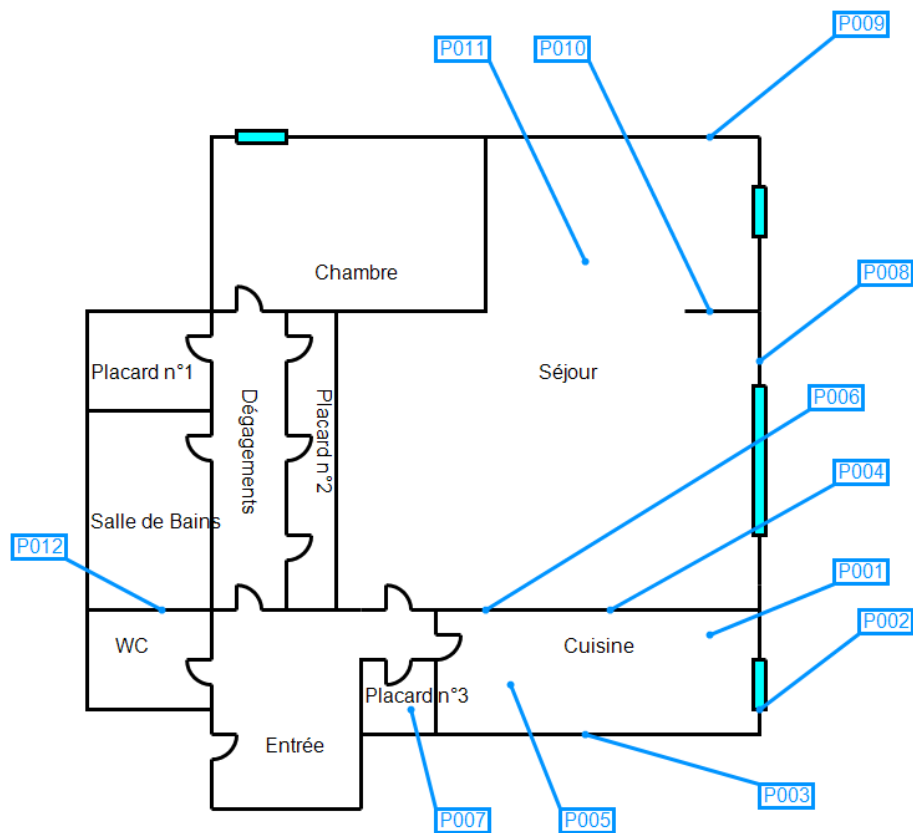 P009
P011
P010
Chambre
P008
Placard n°1
Séjour
Dégagements
Placard n°2
P006
P004
Salle de Bains
P012
P001
P002
WC
Cuisine
Placard n°3
Entrée
P003
P007
P005